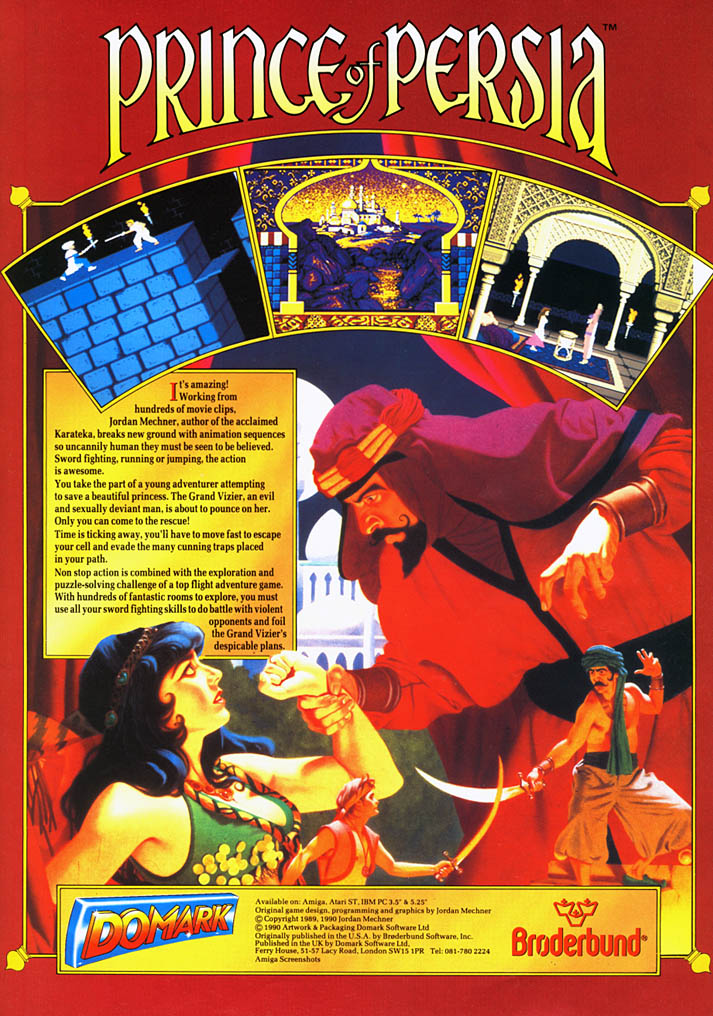 PRINCE of PERSIA™
It's amazing!
Working from
hundreds of movie clips,
Jordan Mechner, author of the acclaimed
Karateka, breaks new ground with animation sequences
so uncannily human they must be seen to be believed.
Sword fighting, running or jumping, the action
is awesome.
You take the part of a young adventurer attempting
to save a beautiful princess. The Grand Vizier, an evil
and sexually deviant man, is about to pounce on her.
Only you can come to the rescue!
Time is ticking away, you'll have to move fast to escape
your cell and evade the many cunning traps placed
in your path.
Non stop action is combined with the exploration and
puzzle-solving challenge of a top flight adventure game.
With hundreds of fantastic rooms to explore, you must
use all your sword fighting skills to do battle with violent
opponents and foil
the Grand Vizier's
despicable plans.
DOMARK
Available on: Amiga, Atari ST, IBM PC 3.5" & 5.25"
Original game design, programming and graphics by Jordan Mechner
© Copyright 1989, 1990 Jordan Mechner
© 1990 Artwork & Packaging Domark Software Ltd
Originally published in the U.S.A. by Brøderbund Software, Inc.
Published in the UK by Domark Software Ltd,
Ferry House, 51-57 Lacy Road, London SW15 1PR Tel: 081-780 2224
Amiga Screenshots
Brøderbund®